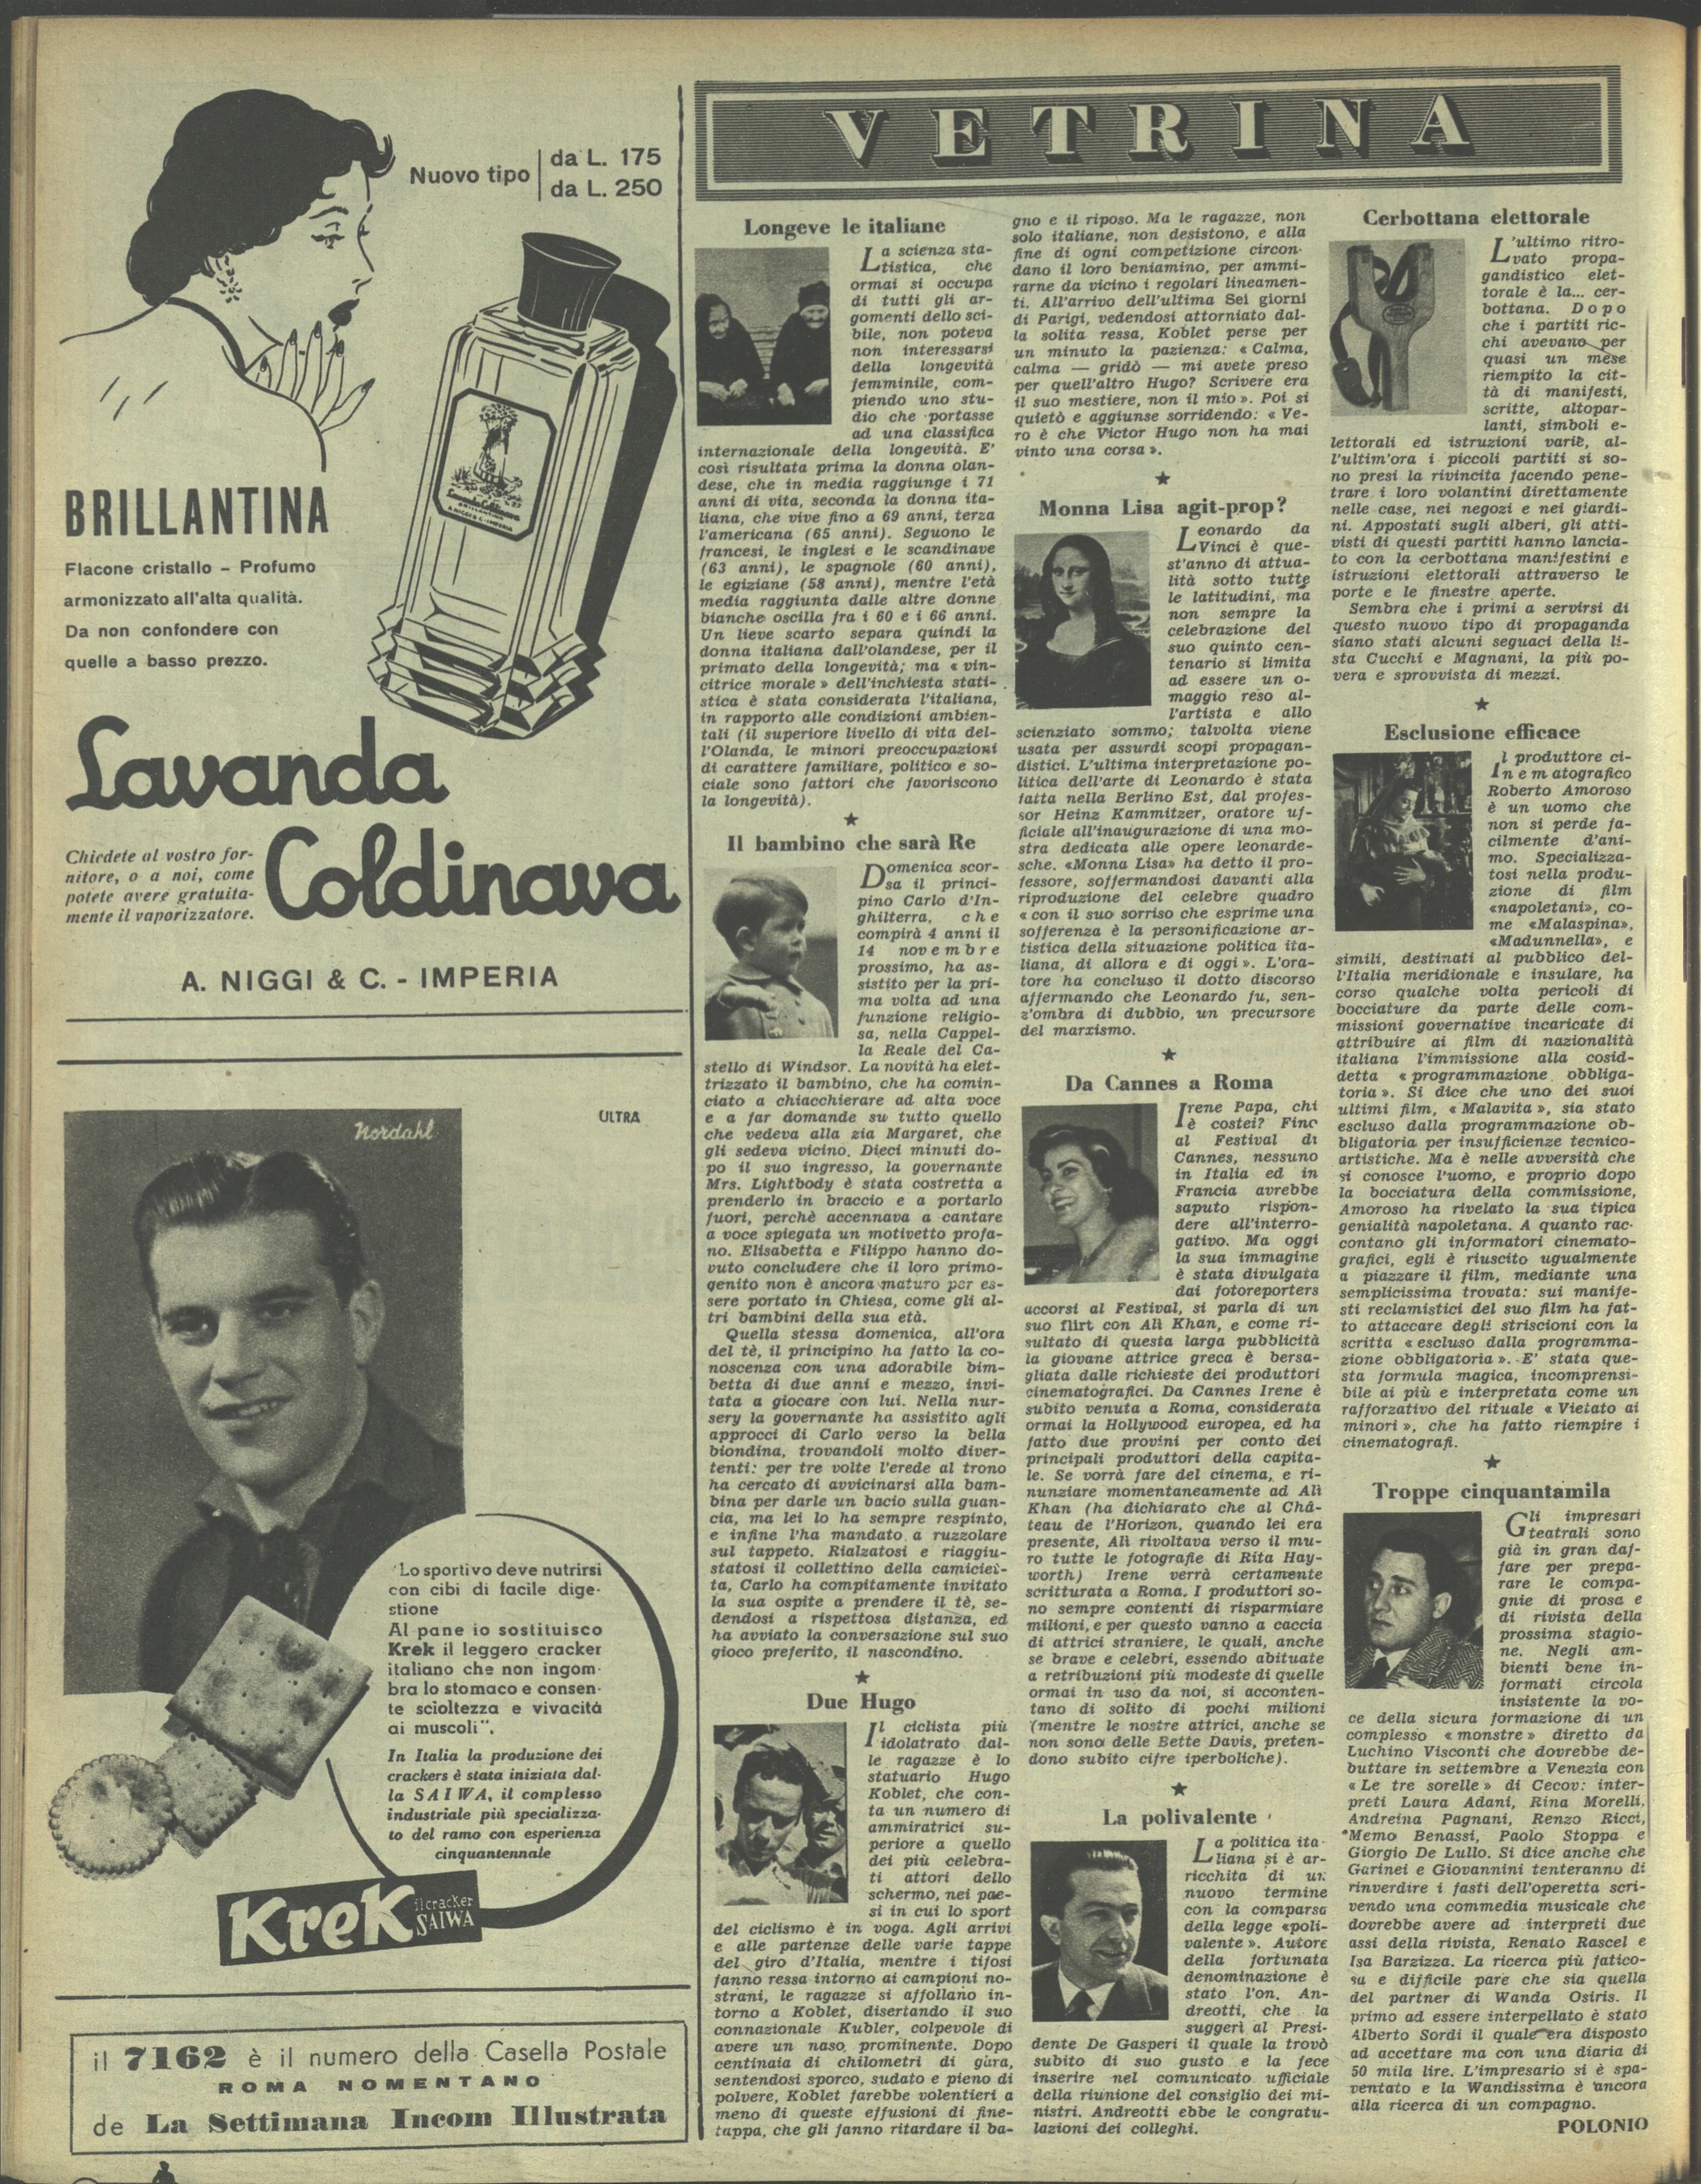 Nuovo tipo
da L. 175
da L. 250
BRILLANTINA
Flacone cristallo – Profumo
armonizzato all'alta qualità.
Da non confondere con
quelle a basso prezzo.
Lavanda
Coldinava
Chiedete al vostro for-
nitore, o a noi, come
potete avere gratuita-
mente il vaporizzatore.
A. NIGGI & C. - IMPERIA
ULTRA
Nordahl
"Lo sportivo deve nutrirsi
con cibi di facile dige-
stione
Al pane io sostituisco
Krek il leggero cracker
italiano che non ingom-
bra lo stomaco e consen-
te scioltezza e vivacità
ai muscoli".
In Italia la produzione dei
crackers è stata iniziata dal-
la SAIWA, il complesso
industriale più specializza-
to del ramo con esperienza
cinquantennale
Krek
il cracker
SAIWA
il 7162 è il numero della Casella Postale
ROMA NOMENTANO
de La Settimana Incom Illustrata
VETRINA
Longeve le italiane
La scienza sta-
tistica, che
ormai si occupa
di tutti gli ar-
gomenti dello sci-
bile, non poteva
non interessarsi
della longevità
femminile, com-
piendo uno stu-
dio che portasse
ad una classifica
internazionale della longevità. E'
così risultata prima la donna olan-
dese, che in media raggiunge i 71
anni di vita, seconda la donna ita-
liana, che vive fino a 69 anni, terza
l'americana (65 anni). Seguono le
francesi, le inglesi e le scandinave
(63 anni), le spagnole (60 anni),
le egiziane (58 anni), mentre l'età
media raggiunta dalle altre donne
bianche oscilla fra i 60 e i 66 anni.
Un lieve scarto separa quindi la
donna italiana dall'olandese, per il
primato della longevità; ma « vin-
citrice morale » dell'inchiesta stati-
stica è stata considerata l'italiana,
in rapporto alle condizioni ambien-
tali (il superiore livello di vita del-
l'Olanda, le minori preoccupazioni
di carattere familiare, politico e so-
ciale sono fattori che favoriscono
la longevità).
★
Il bambino che sarà Re
Domenica scor-
sa il princi-
pino Carlo d'In-
ghilterra, che
compirà 4 anni il
14 novembre
prossimo, ha as-
sistito per la pri-
ma volta ad una
funzione religio-
sa, nella Cappel-
la Reale del Ca-
stello di Windsor. La novità ha elet-
trizzato il bambino, che ha comin-
ciato a chiacchierare ad alta voce
e a far domande su tutto quello
che vedeva alla zia Margaret, che
gli sedeva vicino. Dieci minuti do-
po il suo ingresso, la governante
Mrs. Lightbody è stata costretta a
prenderlo in braccio e a portarlo
fuori, perchè accennava a cantare
a voce spiegata un motivetto profa-
no. Elisabetta e Filippo hanno do-
vuto concludere che il loro primo-
genito non è ancora maturo per es-
sere portato in Chiesa, come gli al-
tri bambini della sua età.
Quella stessa domenica, all'ora
del tè, il principino ha fatto la co-
noscenza con una adorabile bim-
betta di due anni e mezzo, invi-
tata a giocare con lui. Nella nur-
sery la governante ha assistito agli
approcci di Carlo verso la bella
biondina, trovandoli molto diver-
tenti: per tre volte l'erede al trono
ha cercato di avvicinarsi alla bam-
bina per darle un bacio sulla guan-
cia, ma lei lo ha sempre respinto,
e infine l'ha mandato a ruzzolare
sul tappeto. Rialzatosi e riaggiu-
statosi il collettino della camiciet-
ta, Carlo ha compitamente invitato
la sua ospite a prendere il tè, se-
dendosi a rispettosa distanza, ed
ha avviato la conversazione sul suo
gioco preferito, il nascondino.
★
Due Hugo
Il ciclista più
idolatrato dal-
le ragazze è lo
statuario Hugo
Koblet, che con-
ta un numero di
ammiratrici su-
periore a quello
dei più celebra-
ti attori dello
schermo, nei pae-
si in cui lo sport
del ciclismo è in voga. Agli arrivi
e alle partenze delle varie tappe
del giro d'Italia, mentre i tifosi
fanno ressa intorno ai campioni no-
strani, le ragazze si affollano in-
torno a Koblet, disertando il suo
connazionale Kubler, colpevole di
avere un naso prominente. Dopo
centinaia di chilometri di gara,
sentendosi sporco, sudato e pieno di
polvere, Koblet farebbe volentieri a
meno di queste effusioni di fine-
tappa, che gli fanno ritardare il ba-
gno e il riposo. Ma le ragazze, non
solo italiane, non desistono, e alla
fine di ogni competizione circon-
dano il loro beniamino, per ammi-
rarne da vicino i regolari lineamen-
ti. All'arrivo dell'ultima Sei giorni
di Parigi, vedendosi attorniato dal-
la solita ressa, Koblet perse per
un minuto la pazienza: « Calma,
calma — gridò — mi avete preso
per quell'altro Hugo? Scrivere era
il suo mestiere, non il mio ». Poi si
quietò e aggiunse sorridendo: « Ve-
ro è che Victor Hugo non ha mai
vinto una corsa ».
★
Monna Lisa agit-prop?
Leonardo da
Vinci è que-
st'anno di attua-
lità sotto tutte
le latitudini, ma
non sempre la
celebrazione del
suo quinto cen-
tenario si limita
ad essere un o-
maggio reso al-
l'artista e allo
scienziato sommo; talvolta viene
usata per assurdi scopi propagan-
distici. L'ultima interpretazione po-
litica dell'arte di Leonardo è stata
fatta nella Berlino Est, dal profes-
sor Heinz Kammitzer, oratore uf-
ficiale all'inaugurazione di una mo-
stra dedicata alle opere leonarde-
sche. «Monna Lisa» ha detto il pro-
fessore, soffermandosi davanti alla
riproduzione del celebre quadro
« con il suo sorriso che esprime una
sofferenza è la personificazione ar-
tistica della situazione politica ita-
liana, di allora e di oggi ». L'ora-
tore ha concluso il dotto discorso
affermando che Leonardo fu, sen-
z'ombra di dubbio, un precursore
del marxismo.
★
Da Cannes a Roma
Irene Papa, chi
è costei? Fino
al Festival di
Cannes, nessuno
in Italia ed in
Francia avrebbe
saputo rispon-
dere all'interro-
gativo. Ma oggi
la sua immagine
è stata divulgata
dai fotoreporters
accorsi al Festival, si parla di un
suo flirt con Alì Khan, e come ri-
sultato di questa larga pubblicità
la giovane attrice greca è bersa-
gliata dalle richieste dei produttori
cinematografici. Da Cannes Irene è
subito venuta a Roma, considerata
ormai la Hollywood europea, ed ha
fatto due provini per conto dei
principali produttori della capita-
le. Se vorrà fare del cinema, e ri-
nunziare momentaneamente ad Alì
Khan (ha dichiarato che al Châ-
teau de l'Horizon, quando lei era
presente, Alì rivoltava verso il mu-
ro tutte le fotografie di Rita Hay-
worth) Irene verrà certamente
scritturata a Roma. I produttori so-
no sempre contenti di risparmiare
milioni, e per questo vanno a caccia
di attrici straniere, le quali, anche
se brave e celebri, essendo abituate
a retribuzioni più modeste di quelle
ormai in uso da noi, si acconten-
tano di solito di pochi milioni
(mentre le nostre attrici, anche se
non sono delle Bette Davis, preten-
dono subito cifre iperboliche).
★
La polivalente
La politica ita-
liana si è ar-
ricchita di un
nuovo termine
con la comparsa
della legge «poli-
valente». Autore
della fortunata
denominazione è
stato l'on. An-
dreotti, che la
suggerì al Presi-
dente De Gasperi il quale la trovò
subito di suo gusto e la fece
inserire nel comunicato ufficiale
della riunione del consiglio dei mi-
nistri. Andreotti ebbe le congratu-
lazioni dei colleghi.
Cerbottana elettorale
L'ultimo ritro-
vato propa-
gandistico elet-
torale è la... cer-
bottana. Dopo
che i partiti ric-
chi avevano per
quasi un mese
riempito la cit-
tà di manifesti,
scritte, altopar-
lanti, simboli e-
lettorali ed istruzioni varie, al-
l'ultim'ora i piccoli partiti si so-
no presi la rivincita facendo pene-
trare i loro volantini direttamente
nelle case, nei negozi e nei giardi-
ni. Appostati sugli alberi, gli atti-
visti di questi partiti hanno lancia-
to con la cerbottana manifestini e
istruzioni elettorali attraverso le
porte e le finestre aperte.
Sembra che i primi a servirsi di
questo nuovo tipo di propaganda
siano stati alcuni seguaci della li-
sta Cucchi e Magnani, la più po-
vera e sprovvista di mezzi.
★
Esclusione efficace
Il produttore ci-
nematografico
Roberto Amoroso
è un uomo che
non si perde fa-
cilmente d'ani-
mo. Specializza-
tosi nella produ-
zione di film
«napoletani», co-
me «Malaspina»,
«Madunnella», e
simili, destinati al pubblico del-
l'Italia meridionale e insulare, ha
corso qualche volta pericoli di
bocciature da parte delle com-
missioni governative incaricate di
attribuire ai film di nazionalità
italiana l'immissione alla cosid-
detta « programmazione obbliga-
toria ». Si dice che uno dei suoi
ultimi film, « Malavita », sia stato
escluso dalla programmazione ob-
bligatoria per insufficienze tecnico-
artistiche. Ma è nelle avversità che
si conosce l'uomo, e proprio dopo
la bocciatura della commissione,
Amoroso ha rivelato la sua tipica
genialità napoletana. A quanto rac-
contano gli informatori cinemato-
grafici, egli è riuscito ugualmente
a piazzare il film, mediante una
semplicissima trovata: sui manife-
sti reclamistici del suo film ha fat-
to attaccare degli striscioni con la
scritta « escluso dalla programma-
zione obbligatoria ». E' stata que-
sta formula magica, incomprensi-
bile ai più e interpretata come un
rafforzativo del rituale « Vietato ai
minori », che ha fatto riempire i
cinematografi.
★
Troppe cinquantamila
Gli impresari
teatrali sono
già in gran daf-
fare per prepa-
rare le compa-
gnie di prosa e
di rivista della
prossima stagio-
ne. Negli am-
bienti bene in-
formati circola
insistente la vo-
ce della sicura formazione di un
complesso « monstre » diretto da
Luchino Visconti che dovrebbe de-
buttare in settembre a Venezia con
« Le tre sorelle » di Cecov: inter-
preti Laura Adani, Rina Morelli,
Andreina Pagnani, Renzo Ricci,
Memo Benassi, Paolo Stoppa e
Giorgio De Lullo. Si dice anche che
Garinei e Giovannini tenteranno di
rinverdire i fasti dell'operetta scri-
vendo una commedia musicale che
dovrebbe avere ad interpreti due
assi della rivista, Renato Rascel e
Isa Barzizza. La ricerca più fatico-
sa e difficile pare che sia quella
del partner di Wanda Osiris. Il
primo ad essere interpellato è stato
Alberto Sordi il quale era disposto
ad accettare ma con una diaria di
50 mila lire. L'impresario si è spa-
ventato e la Wandissima è ancora
alla ricerca di un compagno.
POLONIO